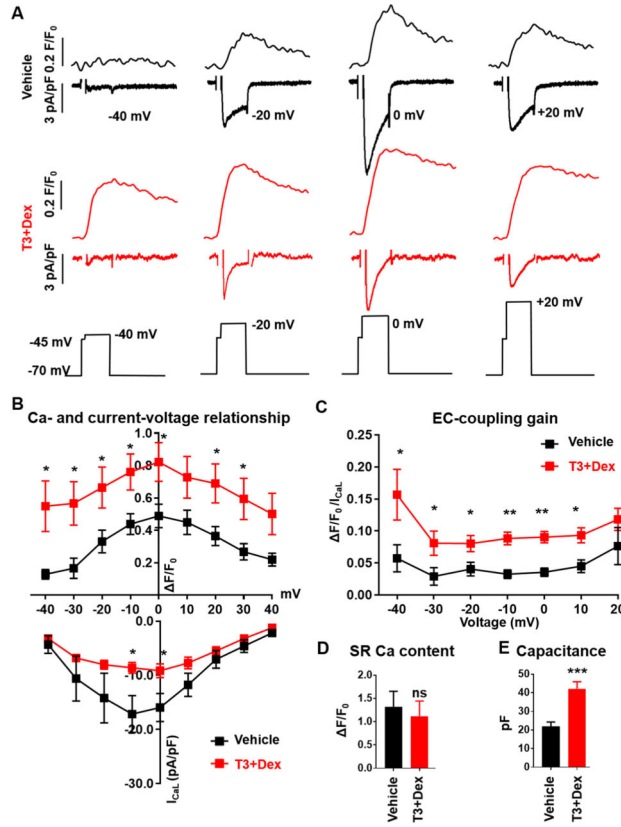 A
Vehicle
0.2 F/F0
3 pA/pF
-40 mV
-20 mV
0 mV
+20 mV
T3+Dex
0.2 F/F0
3 pA/pF
-45 mV
-70 mV
-40 mV
-20 mV
0 mV
+20 mV
B
Ca- and current-voltage relationship
1.0
0.8
0.6
0.4
0.2
* * * * * * *
ΔF/F0
-40 -30 -20 -10 0 10 20 30 40 mV
0.0
-10.0
-20.0
-30.0
* *
ICaL (pA/pF)
Vehicle
T3+Dex
C
EC-coupling gain
Vehicle
T3+Dex
ΔF/F0 /ICaL
0.25
0.20
0.15
0.10
0.05
0.00
* * * ** ** *
-40 -30 -20 -10 0 10 20
Voltage (mV)
D
SR Ca content
ΔF/F0
2.0
1.5
1.0
0.5
0.0
ns
Vehicle
T3+Dex
E
Capacitance
pF
60
50
40
30
20
10
0
***
Vehicle
T3+Dex